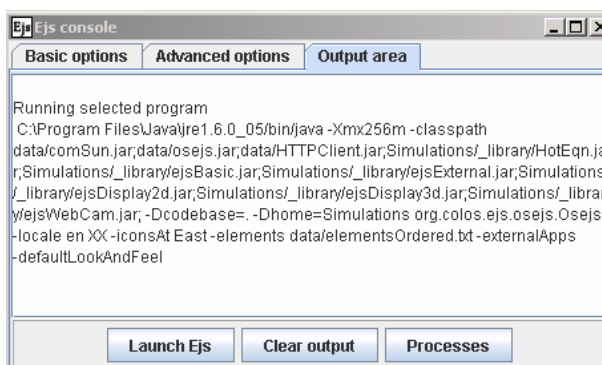 Ejs Ejs console
Basic options Advanced options Output area
Running selected program
C:\Program Files\Java\jre1.6.0_05/bin/java -Xmx256m -classpath
data/comSun.jar;data/osejs.jar;data/HTTPClient.jar;Simulations/_library/HotEqn.ja
r;Simulations/_library/ejsBasic.jar;Simulations/_library/ejsExternal.jar;Simulations
/_library/ejsDisplay2d.jar;Simulations/_library/ejsDisplay3d.jar;Simulations/_librar
y/ejsWebCam.jar; -Dcodebase=. -Dhome=Simulations org.colos.ejs.osejs.Osejs
-locale en XX -iconsAt East -elements data/elementsOrdered.txt -externalApps
-defaultLookAndFeel
Launch Ejs Clear output Processes